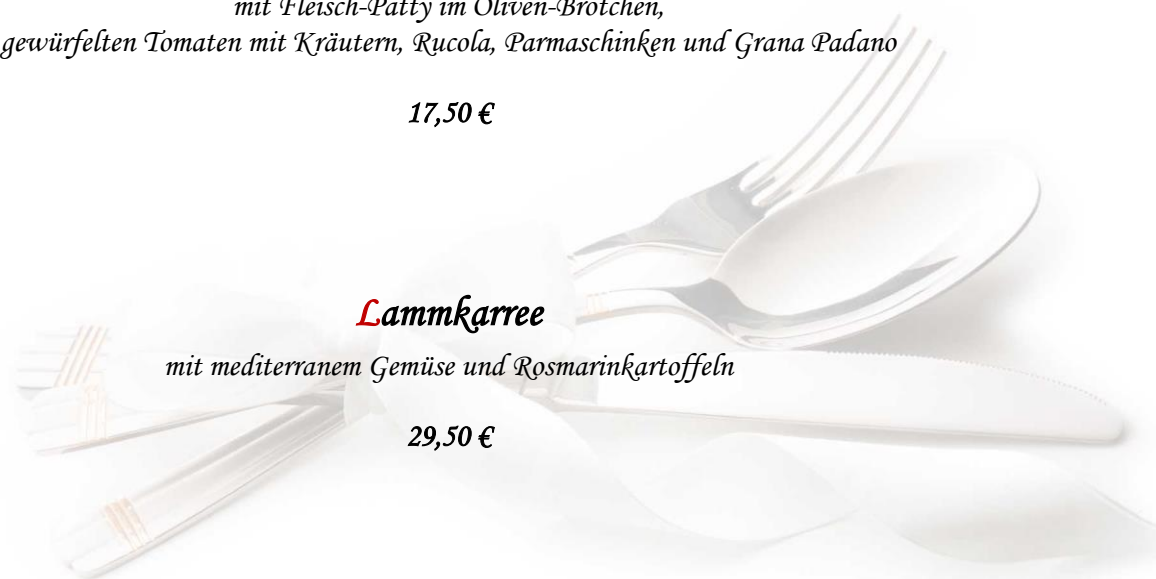 mit Fleisch-Patty im Oliven-Brötchen,
gewürfelten Tomaten mit Kräutern, Rucola, Parmaschinken und Grana Padano
17,50 €
Lammkarree
mit mediterranem Gemüse und Rosmarinkartoffeln
29,50 €